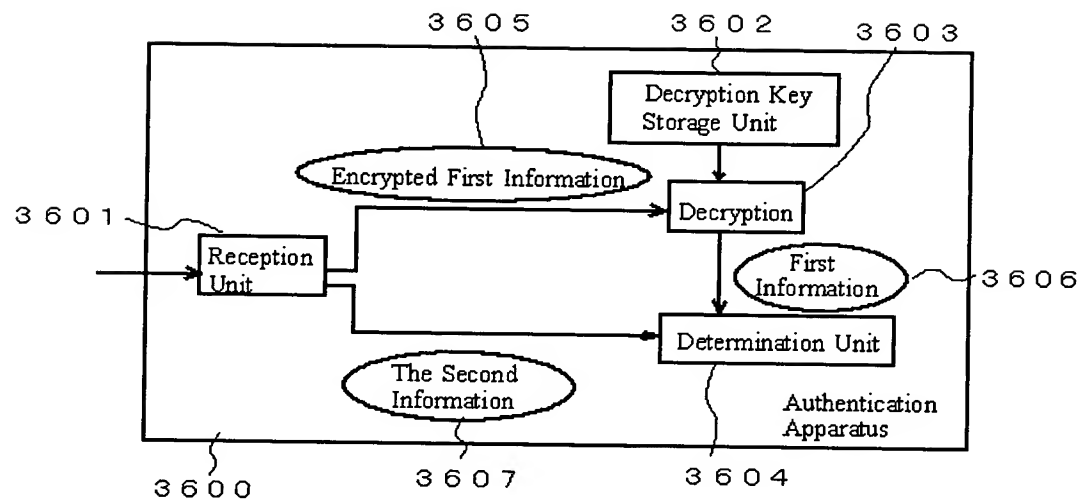 3605
3602
3603
Decryption Key
Storage Unit
Encrypted First Information
3601
Decryption
Reception
Unit
First
Information
3606
Determination Unit
The Second
Information
Authentication
Apparatus
3600
3607
3604